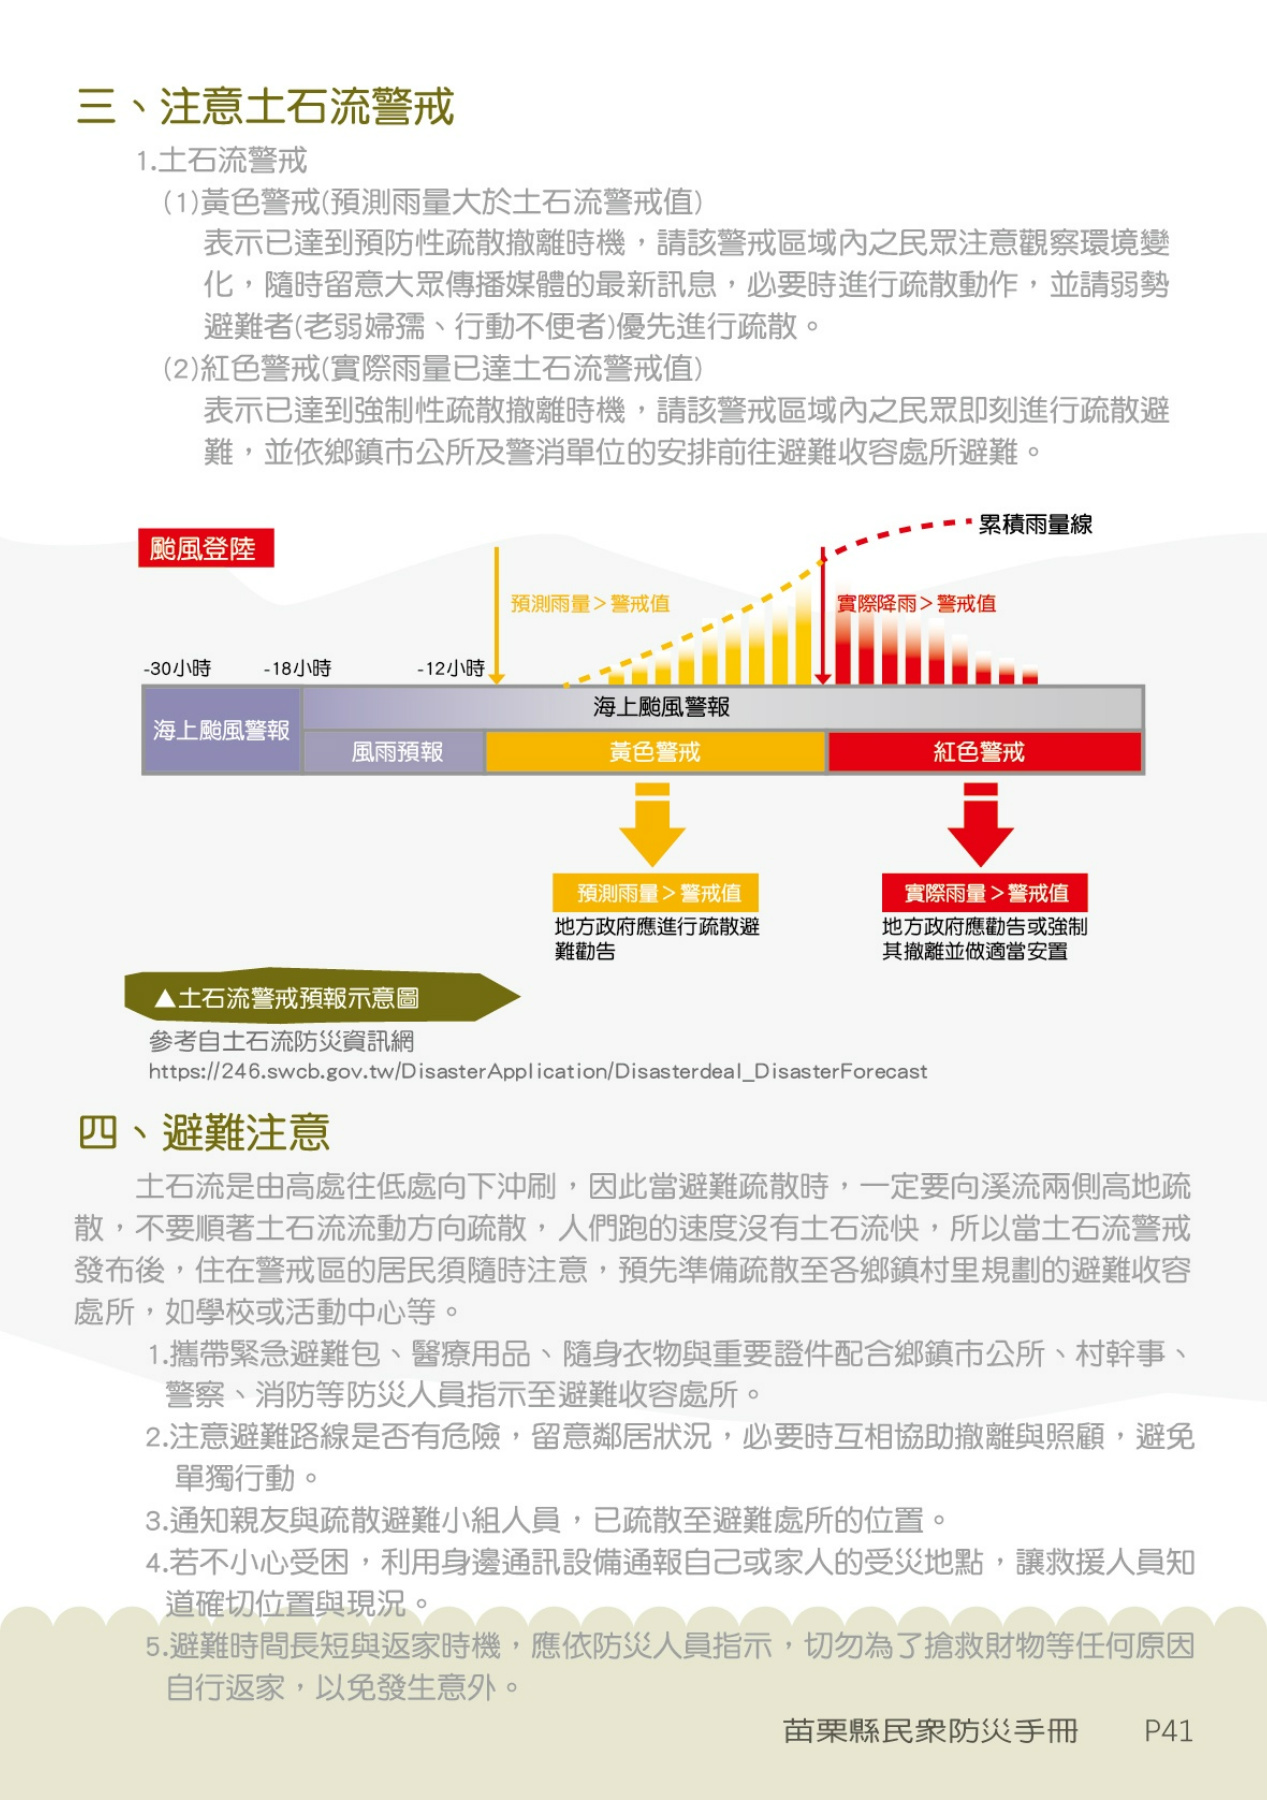 三、注意土石流警戒
1.土石流警戒
(1)黃色警戒(預測雨量大於土石流警戒值)
表示已達到預防性疏散撤離時機，請該警戒區域內之民眾注意觀察環境變
化，隨時留意大眾傳播媒體的最新訊息，必要時進行疏散動作，並請弱勢
避難者(老弱婦孺、行動不便者)優先進行疏散。
(2)紅色警戒(實際雨量已達土石流警戒值)
表示已達到強制性疏散撤離時機，請該警戒區域內之民眾即刻進行疏散避
難，並依鄉鎮市公所及警消單位的安排前往避難收容處所避難。
累積雨量線
颱風登陸
預測雨量＞警戒值
實際降雨＞警戒值
-30小時
-18小時
-12小時
海上颱風警報
海上颱風警報
風雨預報
黃色警戒
紅色警戒
預測雨量＞警戒值
地方政府應進行疏散避
難勸告
實際雨量＞警戒值
地方政府應勸告或強制
其撤離並做適當安置
▲土石流警戒預報示意圖
參考自土石流防災資訊網
https://246.swcb.gov.tw/DisasterApplication/Disasterdeal_DisasterForecast
四、避難注意
土石流是由高處往低處向下沖刷，因此當避難疏散時，一定要向溪流兩側高地疏
散，不要順著土石流流動方向疏散，人們跑的速度沒有土石流快，所以當土石流警戒
發布後，住在警戒區的居民須隨時注意，預先準備疏散至各鄉鎮村里規劃的避難收容
處所，如學校或活動中心等。
1.攜帶緊急避難包、醫療用品、隨身衣物與重要證件配合鄉鎮市公所、村幹事、
警察、消防等防災人員指示至避難收容處所。
2.注意避難路線是否有危險，留意鄰居狀況，必要時互相協助撤離與照顧，避免
單獨行動。
3.通知親友與疏散避難小組人員，已疏散至避難處所的位置。
4.若不小心受困，利用身邊通訊設備通報自己或家人的受災地點，讓救援人員知
道確切位置與現況。
5.避難時間長短與返家時機，應依防災人員指示，切勿為了搶救財物等任何原因
自行返家，以免發生意外。
苗栗縣民眾防災手冊
P41